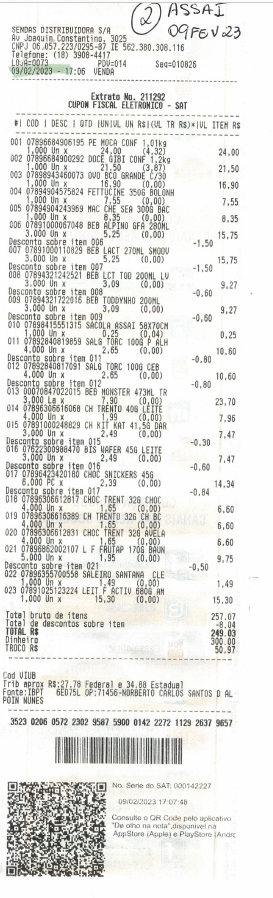 ② ASSAI
09 FEV 23
SENDAS DISTRIBUIDORA S/A
Av Joaquim Constantino, 3025
CNPJ 06.057.223/0295-87 IE 562.380.308.116
Telefone: (18) 3908-4417
LOJA=0073 PDV=014 Seq=010826
09/02/2023 - 17:06 VENDA
Extrato No. 211292
CUPOM FISCAL ELETRONICO - SAT
#| COD | DESC | QTD |UN|VL UN R$|(VL TR R$)*|VL ITEM R$
001 07896684906195 PE MOCA CONF 1.01kg
1,000 Un x 24,00 (4,32) 24,00
002 07896684900292 DOCE GIBI CONF 1.2kg
1,000 Un x 21,50 (3,87) 21,50
003 07898943460073 OVO BCO GRANDE C/30
1,000 Un x 16,90 (0,00) 16,90
004 07894904575824 FETTUCINE 350G BOLONH
1,000 Un x 7,55 (0,00) 7,55
005 07894904243969 MAC CHE SEA 300G BAC
1,000 Un x 8,35 (0,00) 8,35
006 07891000067048 BEB ALPINO GFA 280ML
3,000 Un x 5,25 (0,00) 15,75
Desconto sobre item 006 -1,50
007 07891000110829 BEB LACT 270ML SMOOV
3,000 Un x 5,25 (0,00) 15,75
Desconto sobre item 007 -1,50
008 07894321242521 BEB LCT TOD 200ML LV
3,000 Un x 3,09 (0,00) 9,27
Desconto sobre item 008 -0,60
009 07894321722016 BEB TODDYNHO 200ML
3,000 Un x 3,09 (0,00) 9,27
Desconto sobre item 009 -0,60
010 07898415551315 SACOLA ASSAI 58X70CM
1,000 Un x 0,25 (0,04) 0,25
011 07892840819859 SALG TORC 100G P ALH
4,000 Un x 2,65 (0,00) 10,60
Desconto sobre item 011 -0,80
012 07892840817091 SALG TORC 100G CEB
4,000 Un x 2,65 (0,00) 10,60
Desconto sobre item 012 -0,80
013 00070847022015 BEB MONSTER 473ML TR
3,000 La x 7,90 (0,00) 23,70
014 07896306616068 CH TRENTO 40G LEITE
4,000 Un x 1,99 (0,00) 7,96
015 07891000248829 CH KIT KAT 41,5G DAR
3,000 Un x 2,49 (0,00) 7,47
Desconto sobre item 015 -0,30
016 07622300988470 BIS WAFER 45G LEITE
3,000 Un x 2,49 (0,00) 7,47
Desconto sobre item 016 -0,60
017 07896423420180 CHOC SNICKERS 45G
6,000 PC x 2,39 (0,00) 14,34
Desconto sobre item 017 -0,84
018 07896306612817 CHOC TRENT 32G CHOC
4,000 Un x 1,65 (0,00) 6,60
019 07896306616389 CH TRENTO 32G CH BC
4,000 Un x 1,65 (0,00) 6,60
020 07896306612831 CHOC TRENT 32G AVELA
4,000 Un x 1,65 (0,00) 6,60
021 07896862002107 L F FRUTAP 170G BAUN
5,000 Un x 1,95 (0,00) 9,75
Desconto sobre item 021 -0,50
022 07896355700558 SALEIRO SANTANA CLE
1,000 Un x 1,49 (0,00) 1,49
023 07891025123224 LEIT F ACTIV 680G AM
1,000 Un x 15,30 (0,00) 15,30
Total bruto de itens 257,07
Total de descontos sobre item -8,04
TOTAL R$ 249,03
Dinheiro 300,00
TROCO R$ 50,97
Cod VIUB
Trib aprox R$:27,78 Federal e 34,68 Estadual
Fonte:IBPT 6ED75L OP:71456-NORBERTO CARLOS SANTOS D AL
POIN NUNES
3523 0206 0572 2302 9587 5900 0142 2272 1129 2637 9657
No. Serie do SAT: 000142227
09/02/2023 17:07:48
Consulte o QR Code pelo aplicativo
"De olho na nota",disponivel na
AppStore (Apple) e PlayStore (Andro